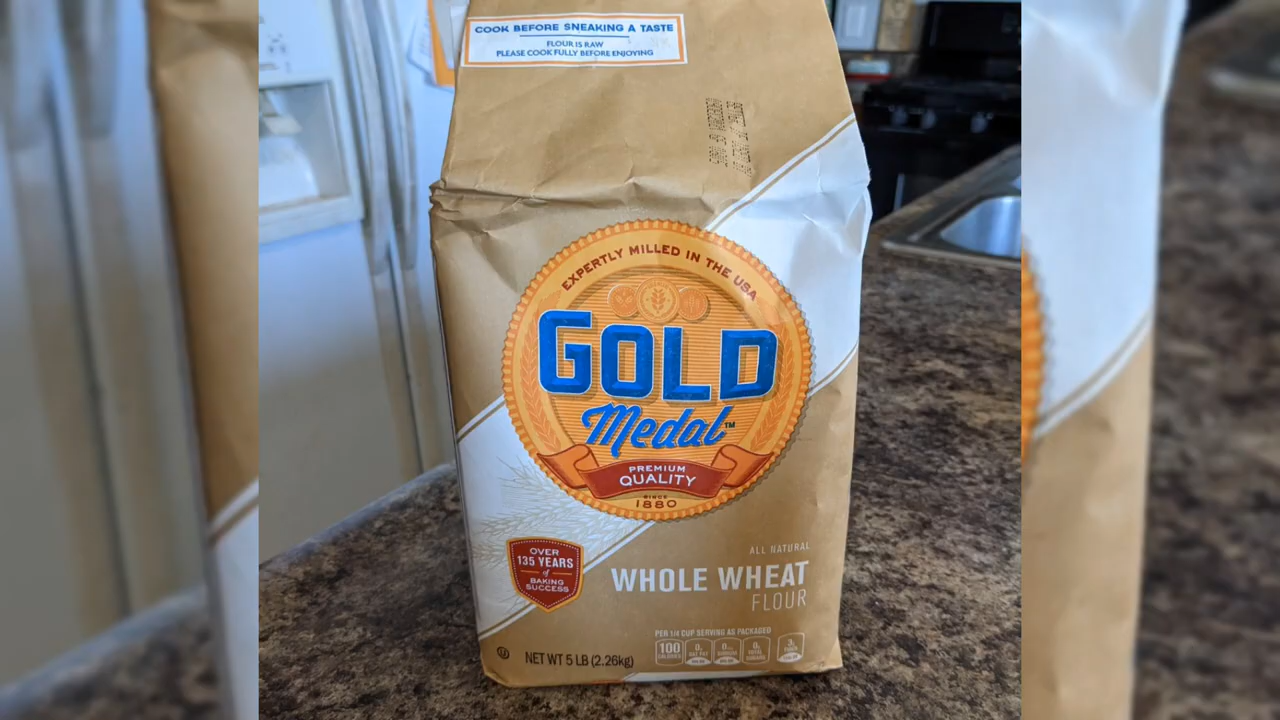 COOK BEFORE SNEAKING A TASTE
FLOUR IS RAW
PLEASE COOK FULLY BEFORE ENJOYING
EXPERTLY MILLED IN THE USA
GOLD
Medal™
PREMIUM
QUALITY
SINCE
1880
OVER
135 YEARS
of
BAKING
SUCCESS
ALL NATURAL
WHOLE WHEAT
FLOUR
PER 1/4 CUP SERVING AS PACKAGED
100
CALORIES
NET WT 5 LB (2.26kg)